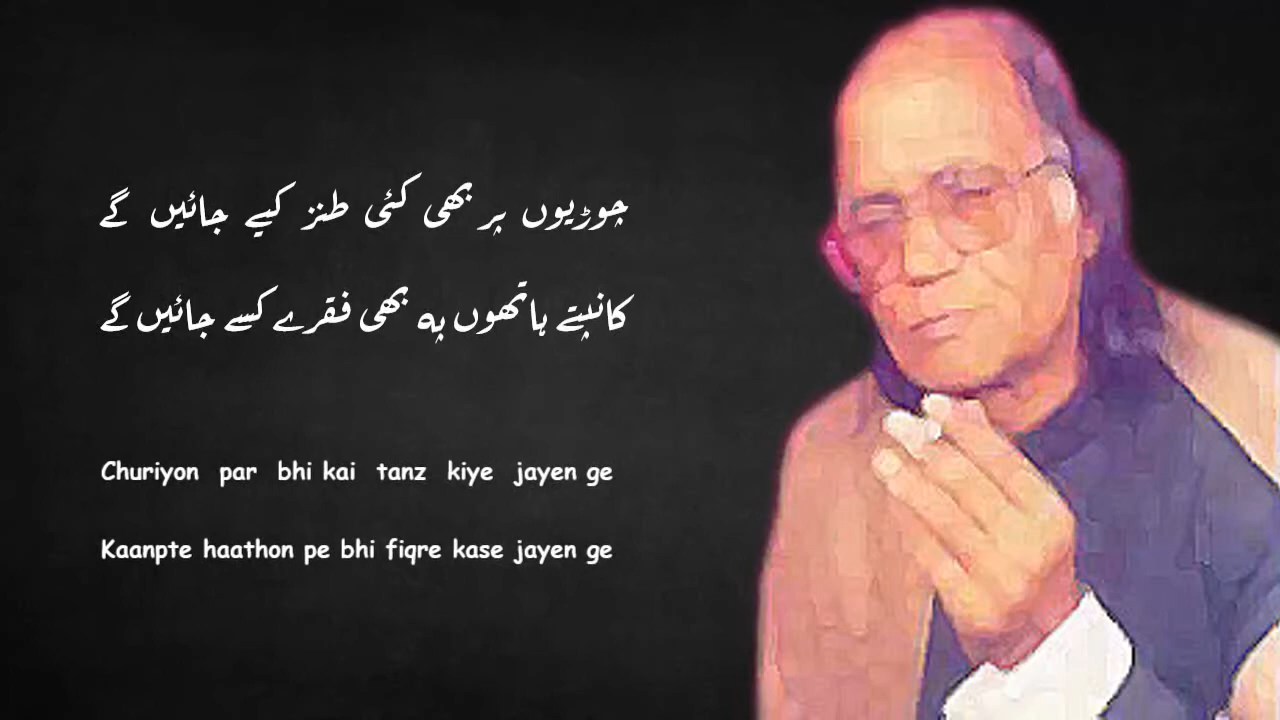 چوڑیوں پر بھی کئی طنز کیے جائیں گے
کانپتے ہاتھوں پہ بھی فقرے کسے جائیں گے
Churiyon par bhi kai tanz kiye jayen ge
Kaanpte haathon pe bhi fiqre kase jayen ge